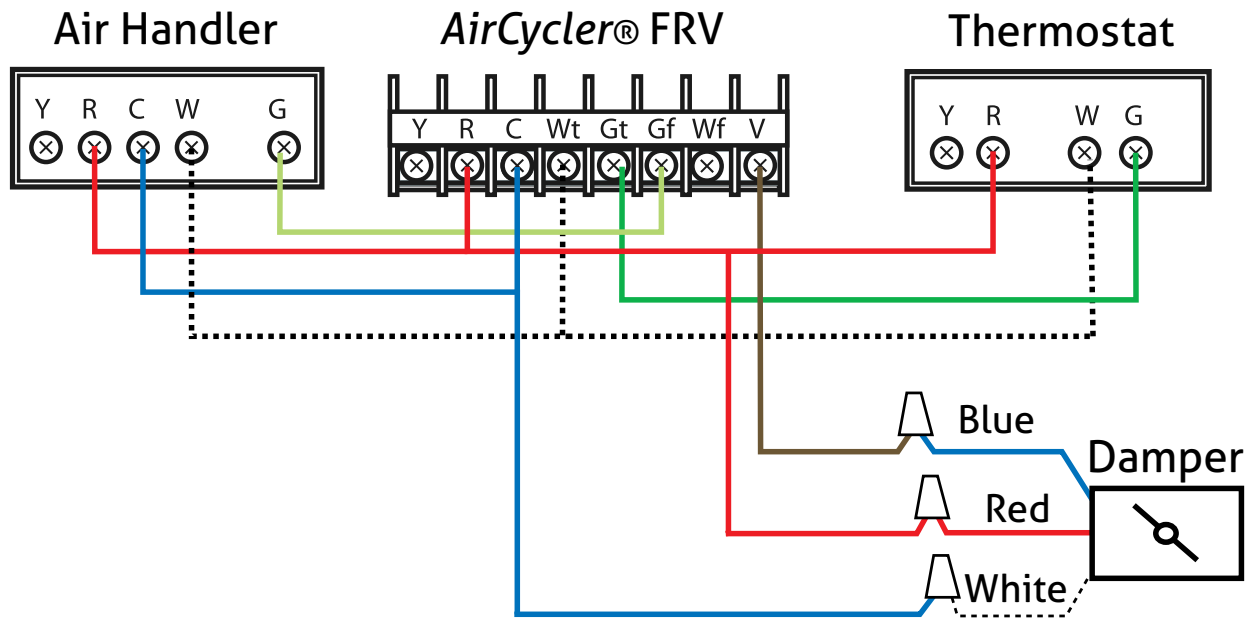 Air Handler
AirCycler® FRV
Thermostat
Y R C W G
Y R C Wt Gt Gf Wf V
Y R W G
Blue
Damper
Red
White